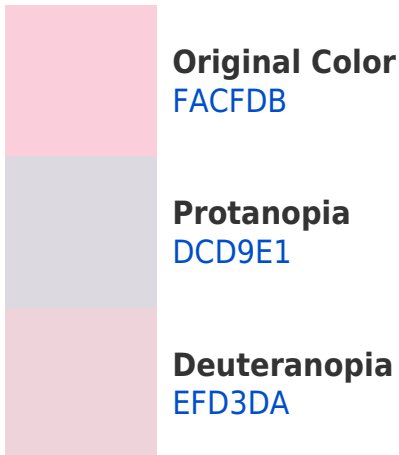 Original Color
FACFDB
Protanopia
DCD9E1
Deuteranopia
EFD3DA